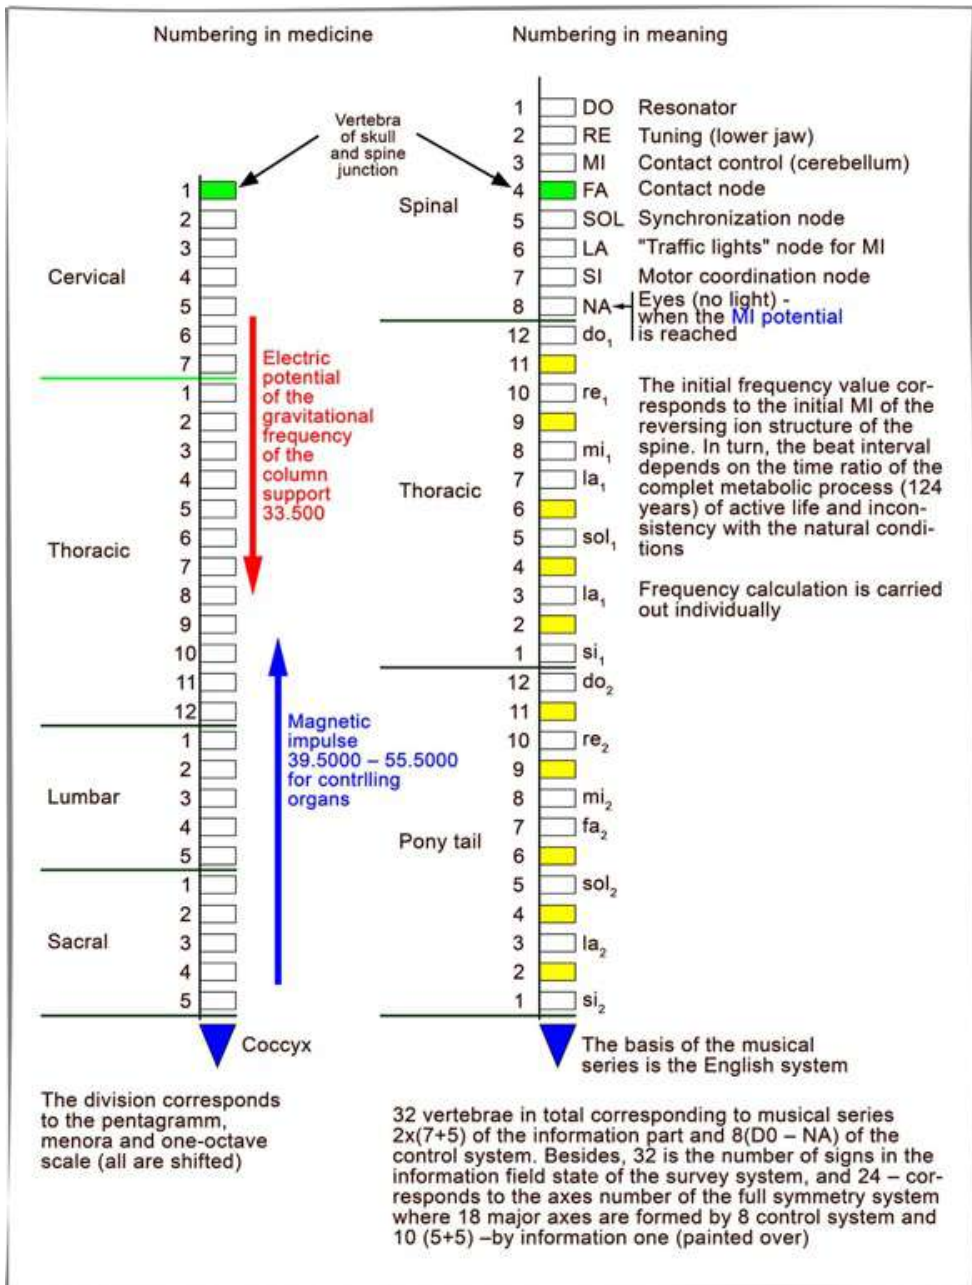 Numbering in medicine
Numbering in meaning
Vertebra
of skull
and spine
junction
Cervical
1
2
3
4
5
6
7
Thoracic
1
2
3
4
5
6
7
8
9
10
11
12
Lumbar
1
2
3
4
5
Sacral
1
2
3
4
5
Coccyx
Electric
potential
of the
gravitational
frequency
of the
column
support
33.500
Magnetic
impulse
39.5000 – 55.5000
for contrlling
organs
The division corresponds
to the pentagramm,
menora and one-octave
scale (all are shifted)
Spinal
1 DO Resonator
2 RE Tuning (lower jaw)
3 MI Contact control (cerebellum)
4 FA Contact node
5 SOL Synchronization node
6 LA "Traffic lights" node for MI
7 SI Motor coordination node
8 NA
Eyes (no light) -
when the MI potential
is reached
Thoracic
12 do1
11
10 re1
9
8 mi1
7 la1
6
5 sol1
4
3 la1
2
1 si1
The initial frequency value cor-
responds to the initial MI of the
reversing ion structure of the
spine. In turn, the beat interval
depends on the time ratio of the
complet metabolic process (124
years) of active life and incon-
sistency with the natural condi-
tions
Frequency calculation is carried
out individually
Pony tail
12 do2
11
10 re2
9
8 mi2
7 fa2
6
5 sol2
4
3 la2
2
1 si2
The basis of the musical
series is the English system
32 vertebrae in total corresponding to musical series
2x(7+5) of the information part and 8(D0 – NA) of the
control system. Besides, 32 is the number of signs in the
information field state of the survey system, and 24 – cor-
responds to the axes number of the full symmetry system
where 18 major axes are formed by 8 control system and
10 (5+5) –by information one (painted over)